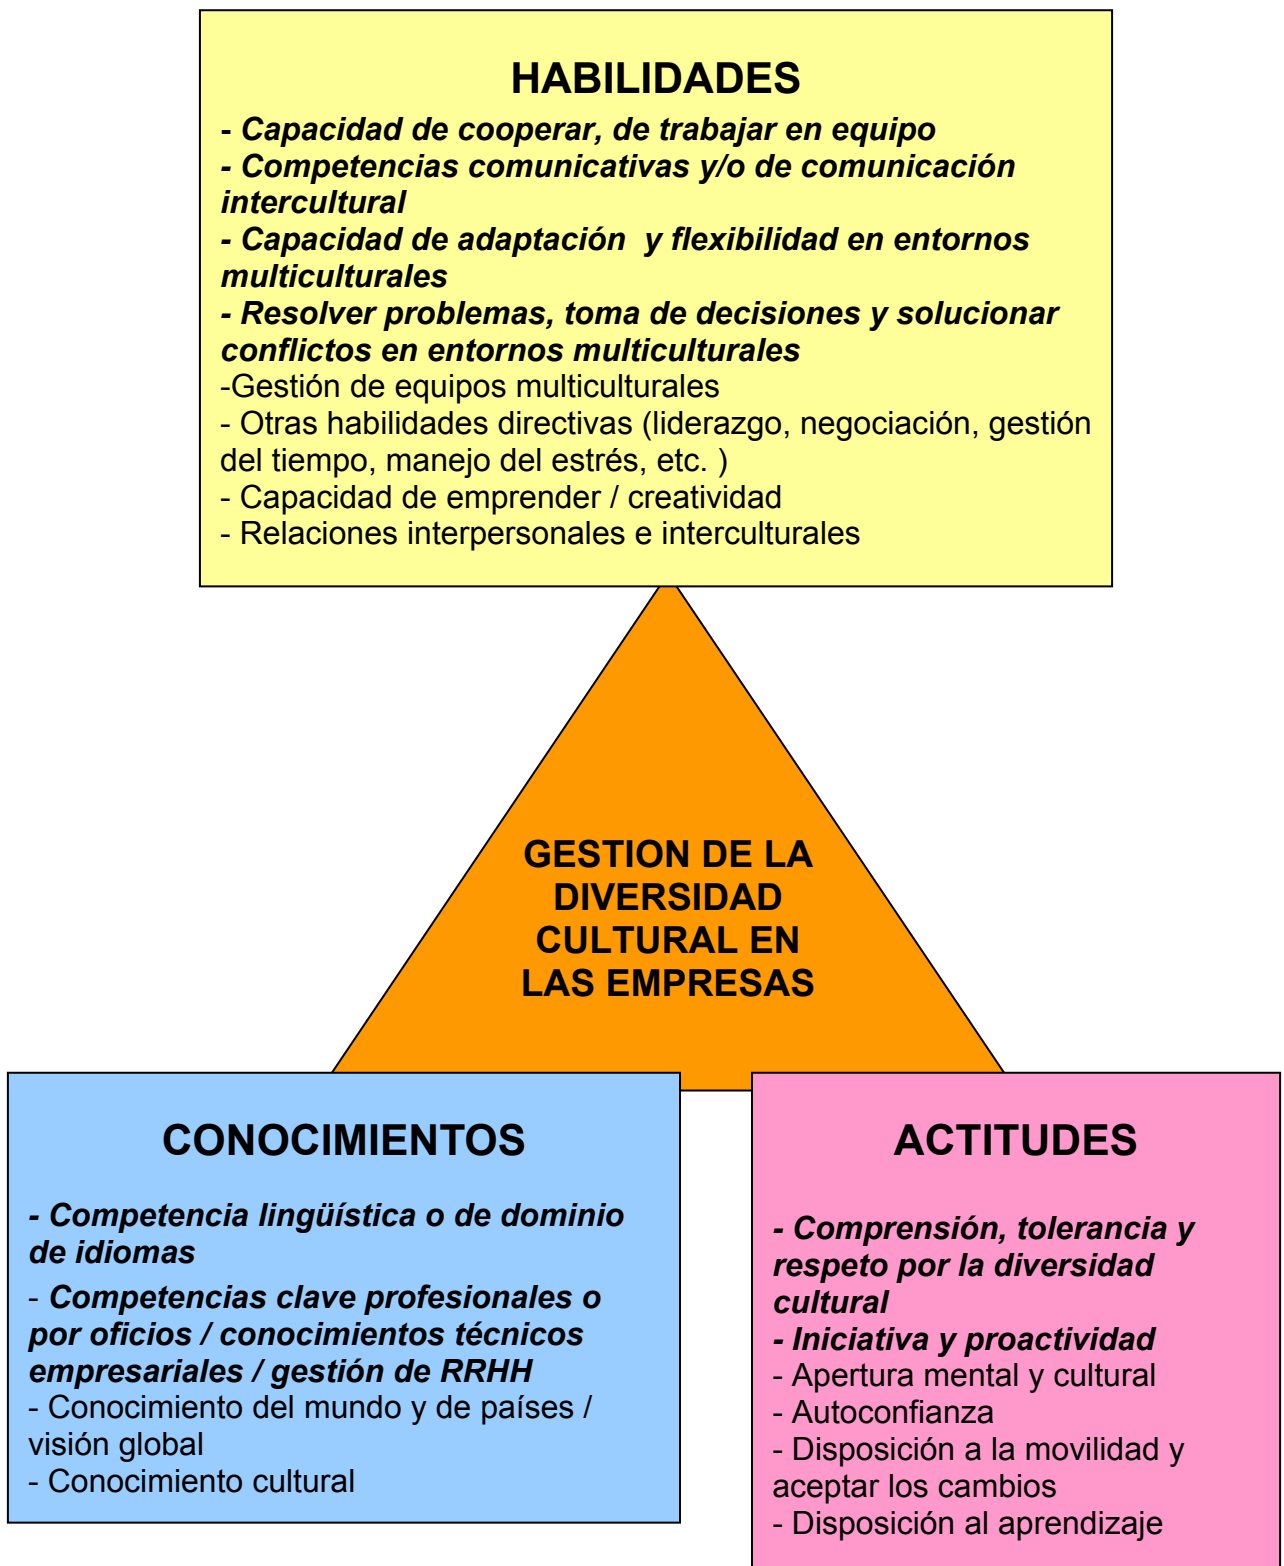 HABILIDADES
- Capacidad de cooperar, de trabajar en equipo
- Competencias comunicativas y/o de comunicación
intercultural
- Capacidad de adaptación  y flexibilidad en entornos
multiculturales
- Resolver problemas, toma de decisiones y solucionar
conflictos en entornos multiculturales
-Gestión de equipos multiculturales
- Otras habilidades directivas (liderazgo, negociación, gestión
del tiempo, manejo del estrés, etc. )
- Capacidad de emprender / creatividad
- Relaciones interpersonales e interculturales
GESTION DE LA
DIVERSIDAD
CULTURAL EN
LAS EMPRESAS
CONOCIMIENTOS
- Competencia lingüística o de dominio
de idiomas
- Competencias clave profesionales o
por oficios / conocimientos técnicos
empresariales / gestión de RRHH
- Conocimiento del mundo y de países /
visión global
- Conocimiento cultural
ACTITUDES
- Comprensión, tolerancia y
respeto por la diversidad
cultural
- Iniciativa y proactividad
- Apertura mental y cultural
- Autoconfianza
- Disposición a la movilidad y
aceptar los cambios
- Disposición al aprendizaje